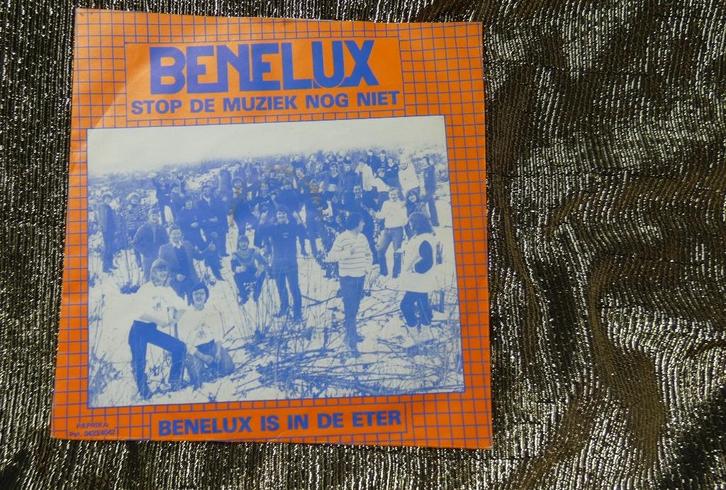 BENELUX
STOP DE MUZIEK NOG NIET
BENELUX IS IN DE ETER